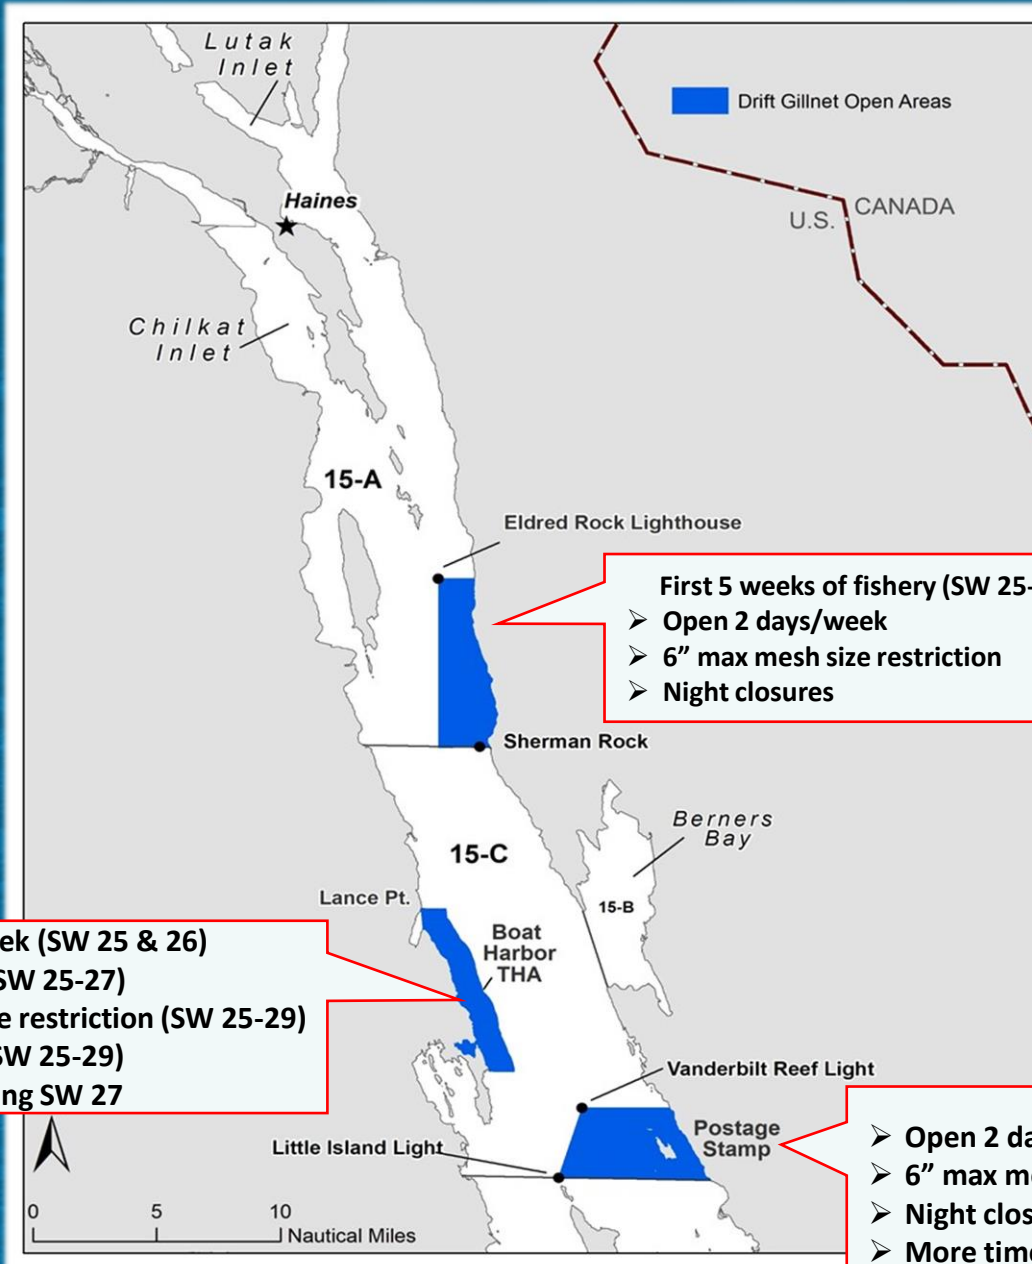 Lutak
Inlet
Drift Gillnet Open Areas
Haines
U.S.
CANADA
Chilkat
Inlet
15-A
Eldred Rock Lighthouse
First 5 weeks of fishery (SW 25-
➢ Open 2 days/week
➢ 6” max mesh size restriction
➢ Night closures
Sherman Rock
Berners
Bay
15-C
15-B
Lance Pt.
Boat
Harbor
THA
ek (SW 25 & 26)
SW 25-27)
e restriction (SW 25-29)
SW 25-29)
ng SW 27
Vanderbilt Reef Light
Postage
Stamp
Little Island Light
➢ Open 2 da
➢ 6” max m
➢ Night clos
➢ More time
0 5 10
Nautical Miles